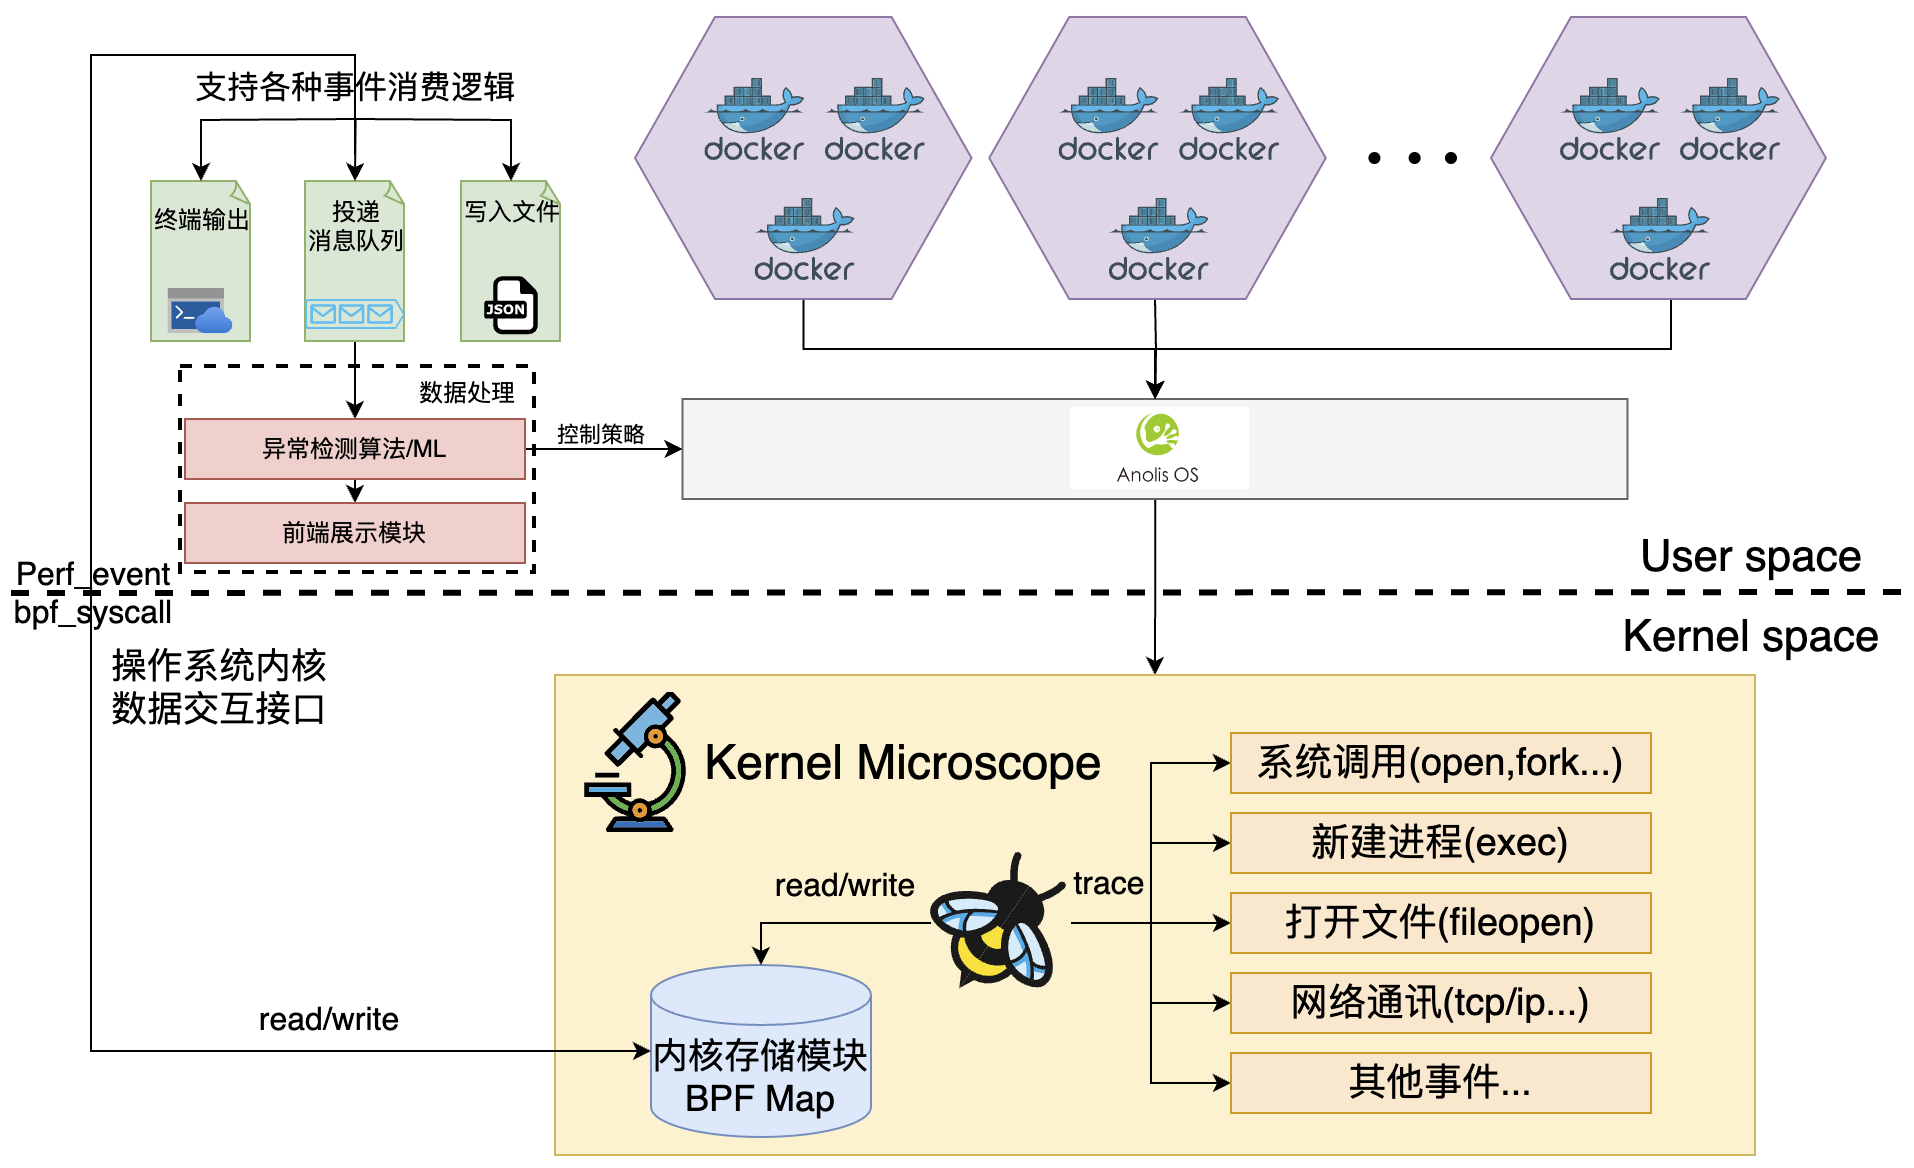 支持各种事件消费逻辑
终端输出
投递
消息队列
写入文件
JSON
docker
docker
docker
docker
docker
docker
docker
docker
docker
数据处理
异常检测算法/ML
控制策略
前端展示模块
Anolis OS
User space
Perf_event
bpf_syscall
Kernel space
操作系统内核
数据交互接口
Kernel Microscope
系统调用(open,fork...)
新建进程(exec)
read/write
trace
打开文件(fileopen)
网络通讯(tcp/ip...)
read/write
内核存储模块
BPF Map
其他事件...